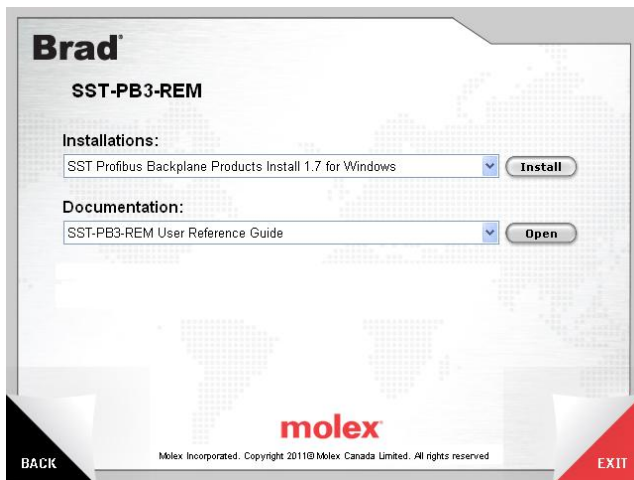 Brad®
SST-PB3-REM
Installations:
SST Profibus Backplane Products Install 1.7 for Windows
Install
Documentation:
SST-PB3-REM User Reference Guide
Open
molex
Molex Incorporated. Copyright 2011® Molex Canada Limited. All rights reserved
BACK
EXIT